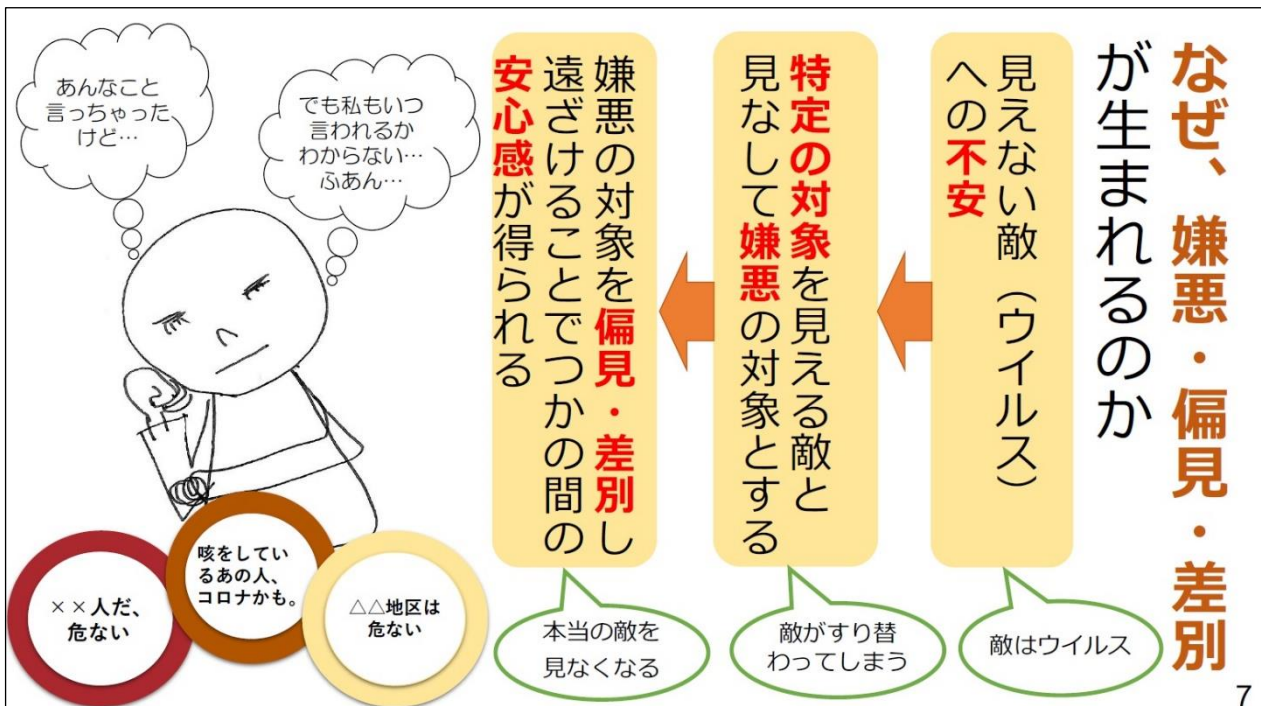 なぜ、嫌悪・偏見・差別
が生まれるのか
見えない敵（ウイルス）
への不安
敵はウイルス
特定の対象を見える敵と
見なして嫌悪の対象とする
敵がすり替
わってしまう
嫌悪の対象を偏見・差別し
遠ざけることでつかの間の
安心感が得られる
本当の敵を
見なくなる
でも私もいつ
言われるか
わからない…
ふあん…
あんなこと
言っちゃった
けど…
××人だ、
危ない
咳をしてい
るあの人、
コロナかも。
△△地区は
危ない
7